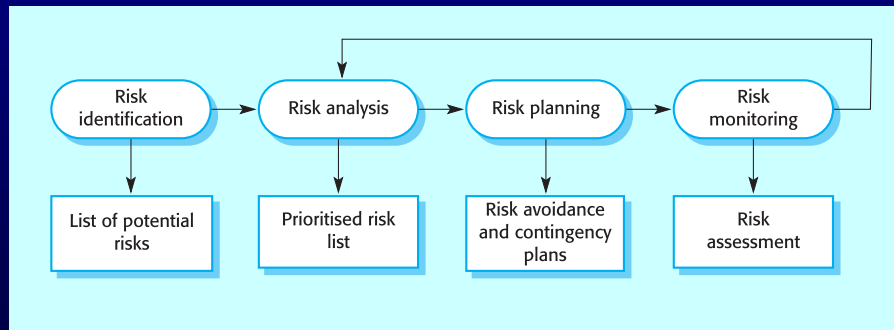 Risk
identification
Risk analysis
Risk planning
Risk
monitoring
List of potential
risks
Prioritised risk
list
Risk avoidance
and contingency
plans
Risk
assessment